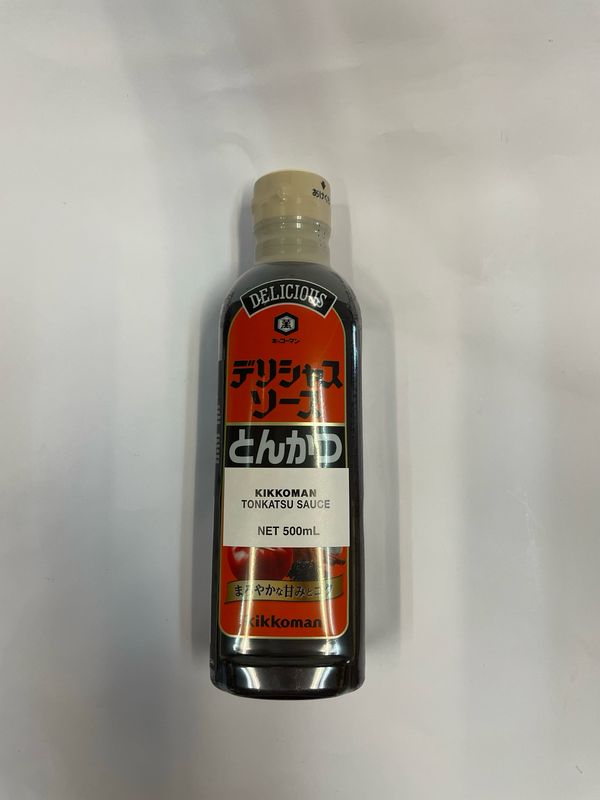 DELICIOUS
萬
キッコーマン
デリシャス
ソース
とんかつ
KIKKOMAN
TONKATSU SAUCE
NET 500mL
まろやかな甘みとコク
kikkoman